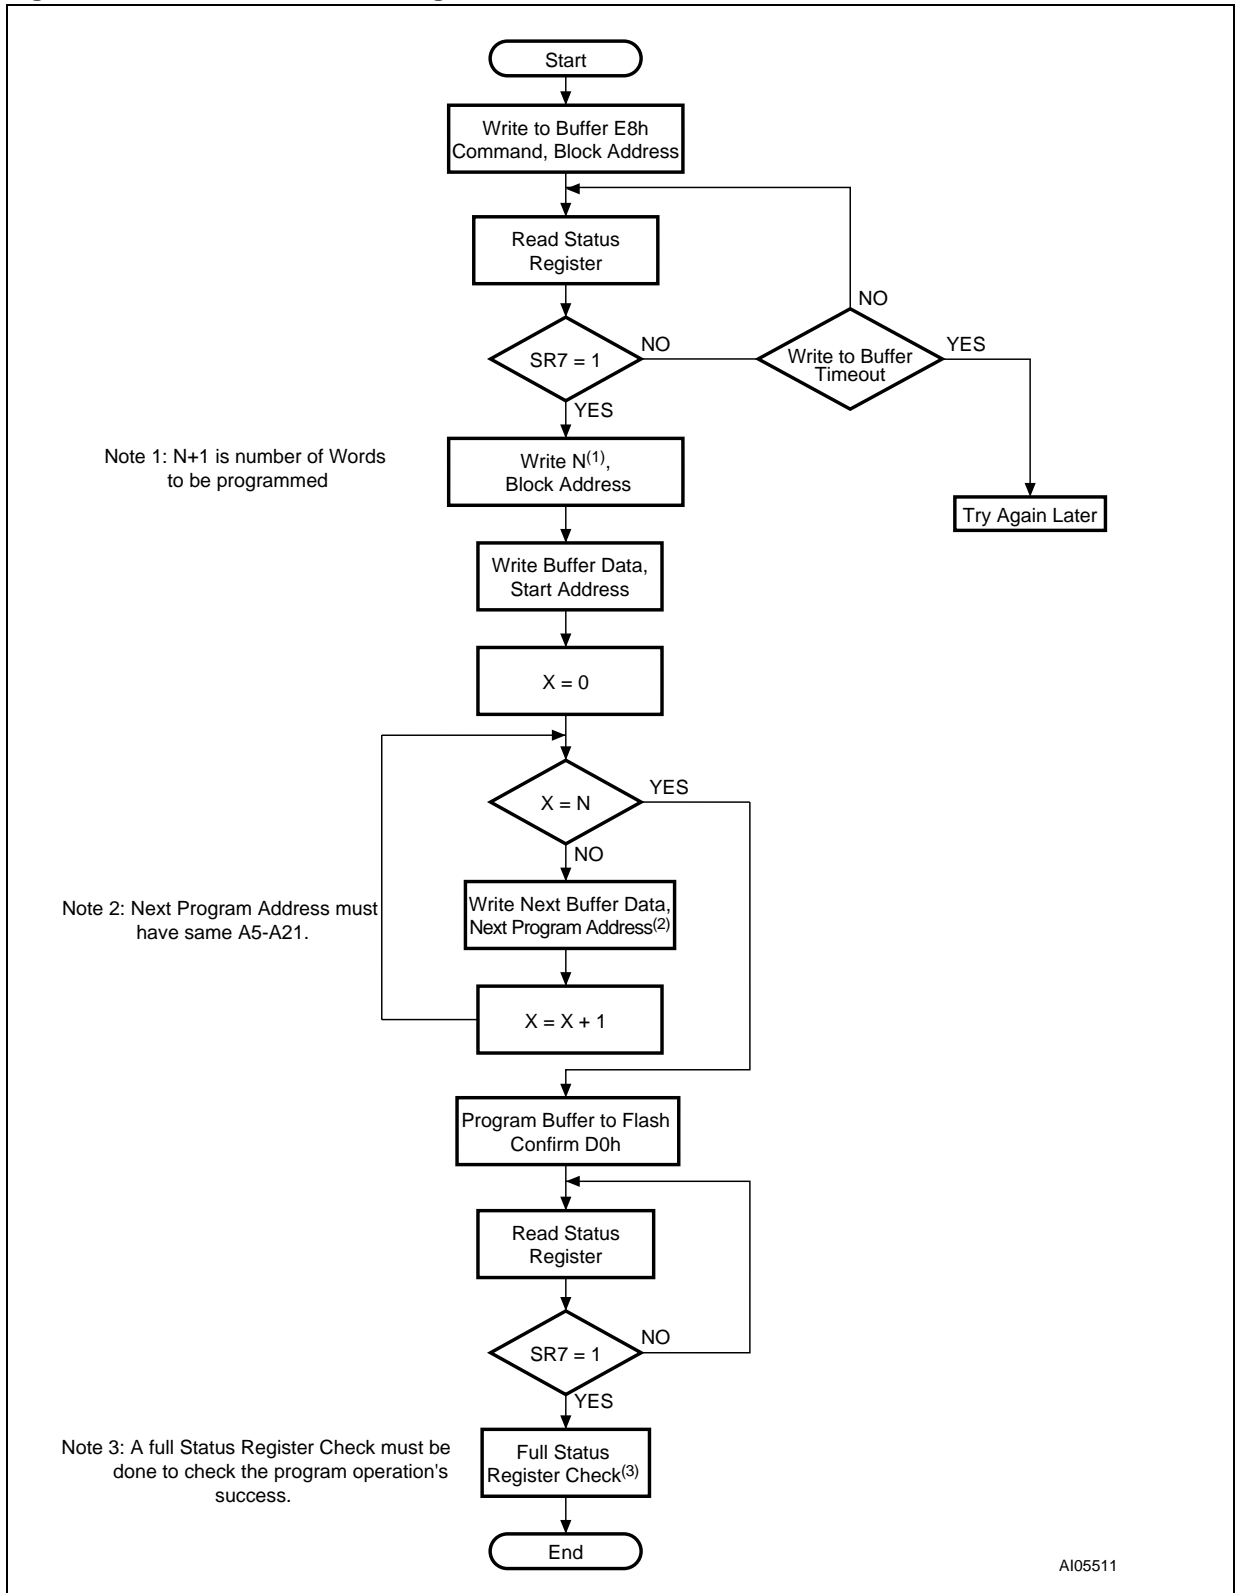 Start
Write to Buffer E8h
Command, Block Address
Read Status
Register
NO
SR7 = 1
NO
Write to Buffer
Timeout
YES
YES
Note 1: N+1 is number of Words
to be programmed
Write N(1),
Block Address
Try Again Later
Write Buffer Data,
Start Address
X = 0
X = N
YES
NO
Note 2: Next Program Address must
have same A5-A21.
Write Next Buffer Data,
Next Program Address(2)
X = X + 1
Program Buffer to Flash
Confirm D0h
Read Status
Register
SR7 = 1
NO
YES
Note 3: A full Status Register Check must be
done to check the program operation's
success.
Full Status
Register Check(3)
End
AI05511